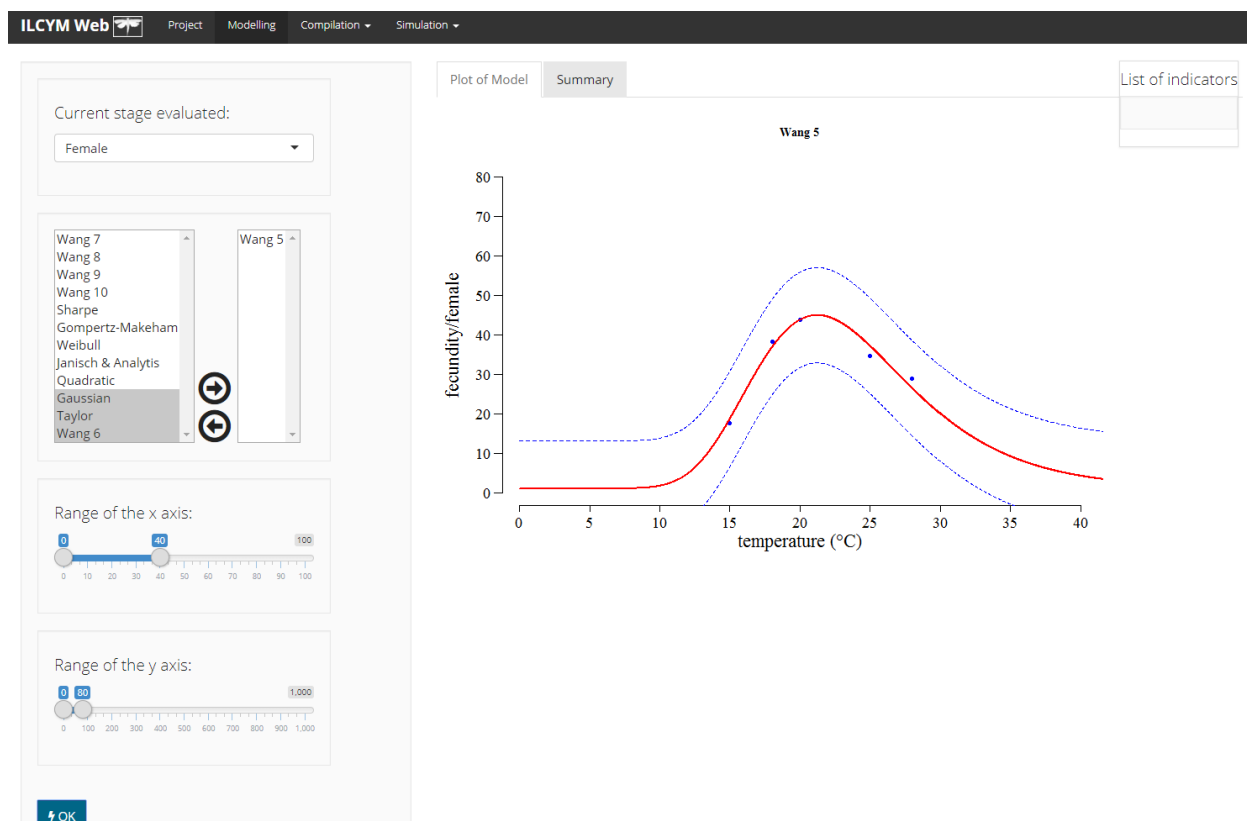 ILCYM Web Project Modelling Compilation Simulation
Current stage evaluated:
Female
Wang 7
Wang 8
Wang 9
Wang 10
Sharpe
Gompertz-Makeham
Weibull
Janisch & Analytis
Quadratic
Gaussian
Taylor
Wang 6
Wang 5
Range of the x axis:
0 40 100
0 10 20 30 40 50 60 70 80 90 100
Range of the y axis:
0 80 1,000
0 100 200 300 400 500 600 700 800 900 1,000
OK
Plot of Model Summary
Wang 5
fecundity/female
80
70
60
50
40
30
20
10
0
0 5 10 15 20 25 30 35 40
temperature (°C)
List of indicators